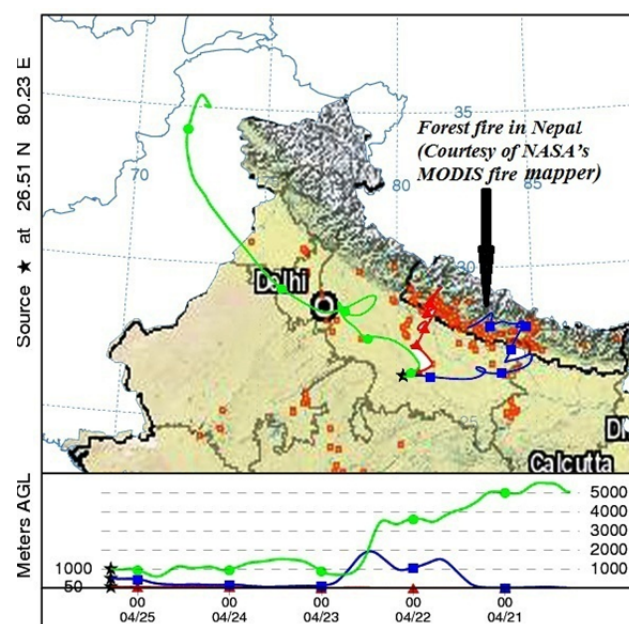 Source ★ at 26.51 N 80.23 E
35
Forest fire in Nepal
(Courtesy of NASA's
MODIS fire mapper)
70
80
85
30
Delhi
25
Calcutta
Meters AGL
5000
4000
3000
2000
1000
1000
50
00 00 00 00 00
04/25 04/24 04/23 04/22 04/21